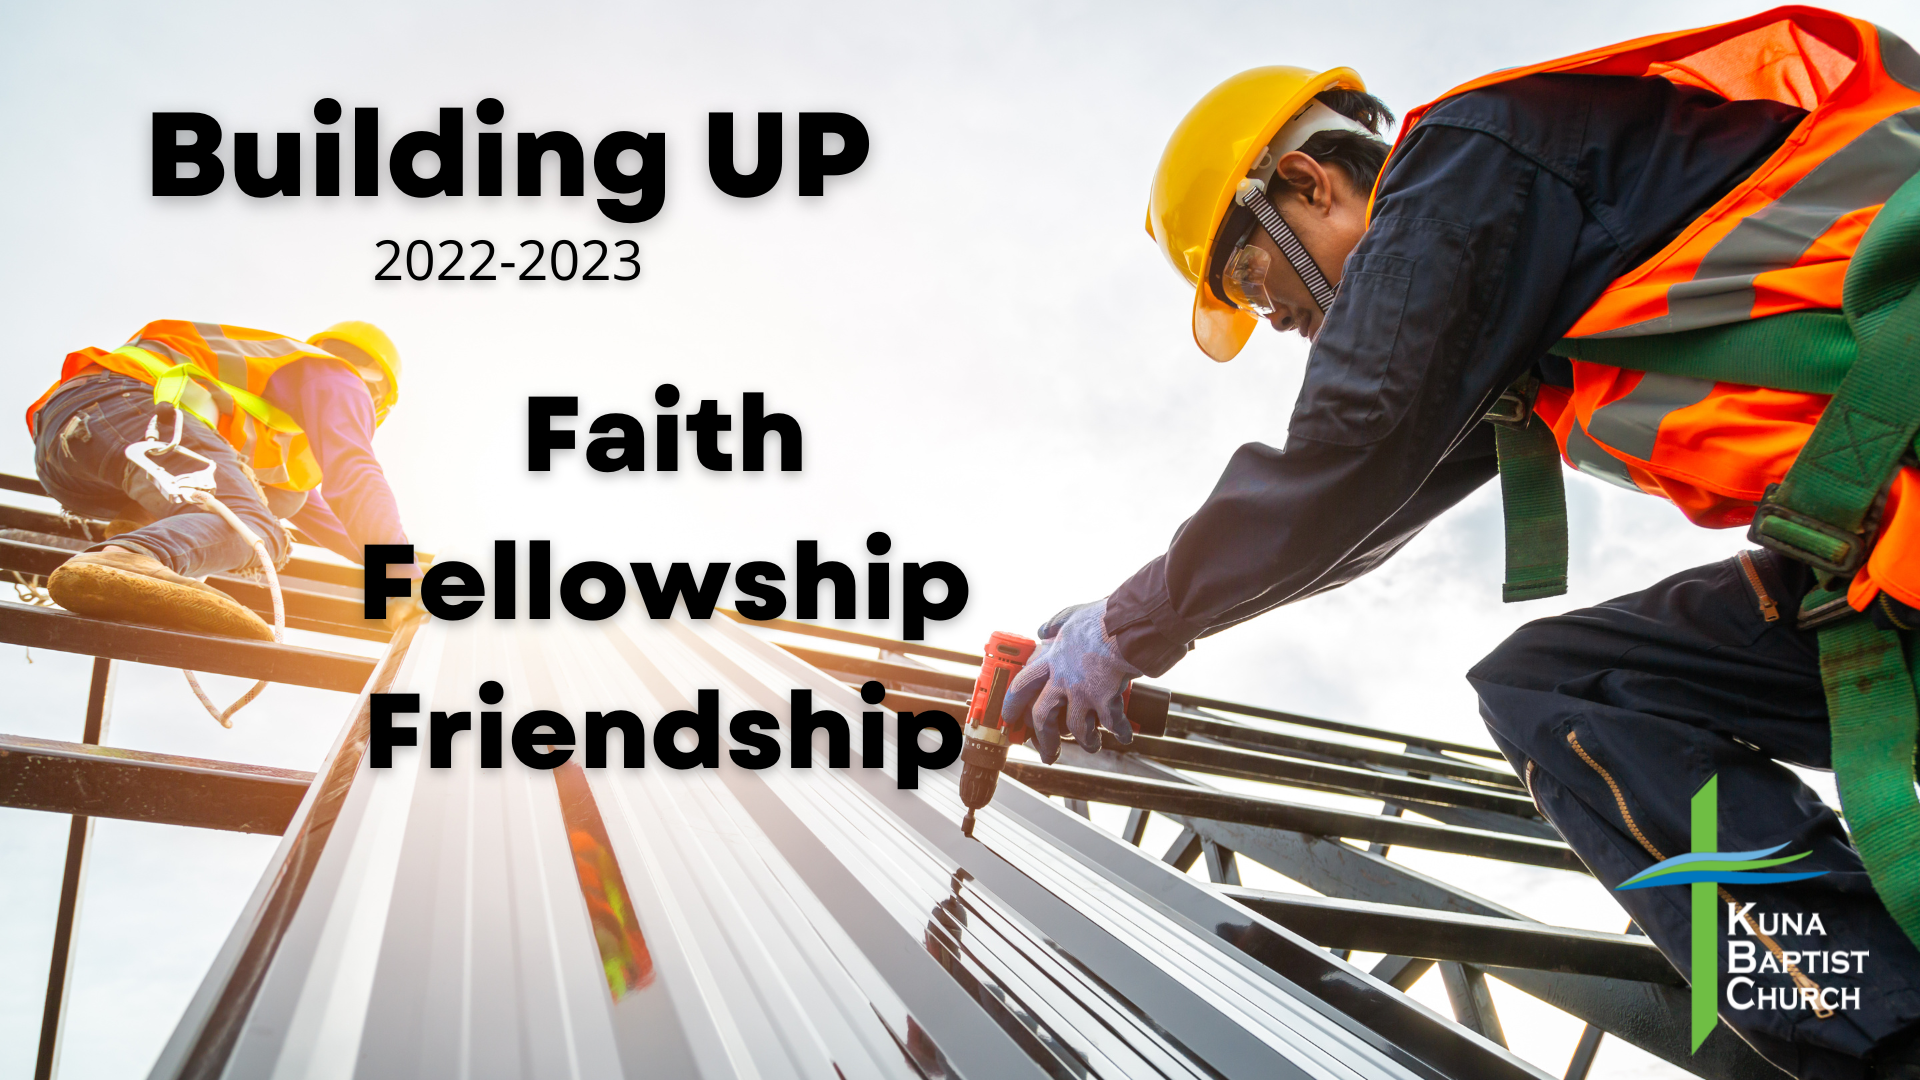 Building UP
2022-2023
Faith
Fellowship
Friendship
Kuna
Baptist
Church